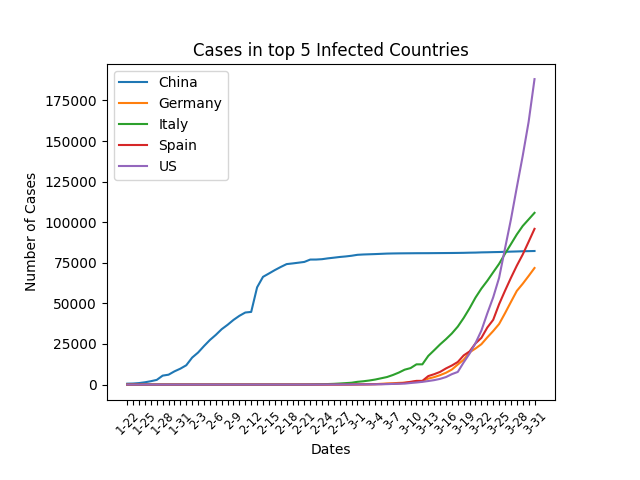 Cases in top 5 Infected Countries
China
Germany
Italy
Spain
US
175000
150000
125000
100000
75000
50000
25000
0
Number of Cases
1-22 1-25 1-28 1-31 2-3 2-6 2-9 2-12 2-15 2-18 2-21 2-24 2-27 3-1 3-4 3-7 3-10 3-13 3-16 3-19 3-22 3-25 3-28 3-31
Dates